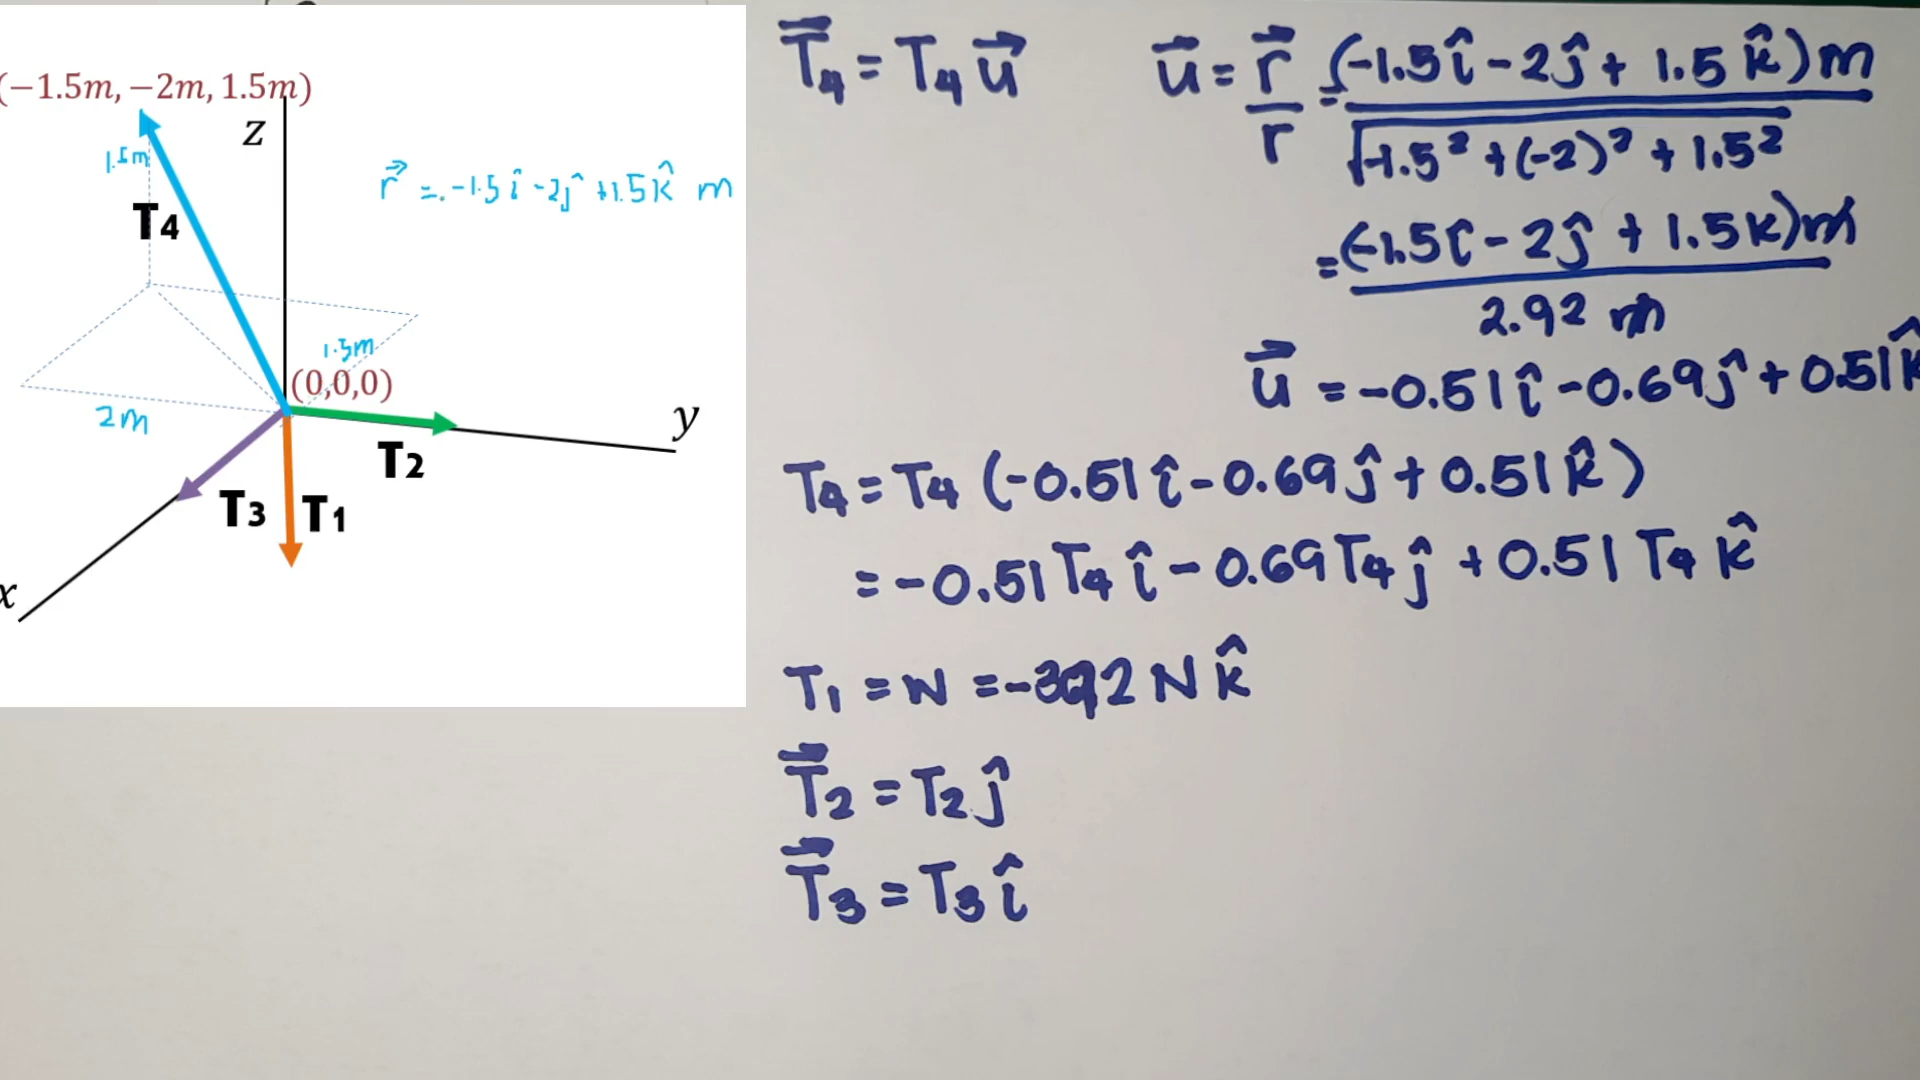 (−1.5m, −2m, 1.5m)
z
1.5m
r⃗ = -1.5î - 2ĵ + 1.5k̂ m
T4
1.5m
(0,0,0)
2m
y
T2
T3
T1
x
T⃗4 = T4 u⃗
u⃗ = r⃗/r = (-1.5î - 2ĵ + 1.5k̂)m / √-1.5² + (-2)² + 1.5²
= (-1.5î - 2ĵ + 1.5k)m / 2.92 m
u⃗ = -0.51î - 0.69ĵ + 0.51k̂
T4 = T4 (-0.51î - 0.69ĵ + 0.51k̂)
= -0.51T4 î - 0.69T4 ĵ + 0.51 T4 k̂
T1 = W = -392 N k̂
T⃗2 = T2 ĵ
T⃗3 = T3 î